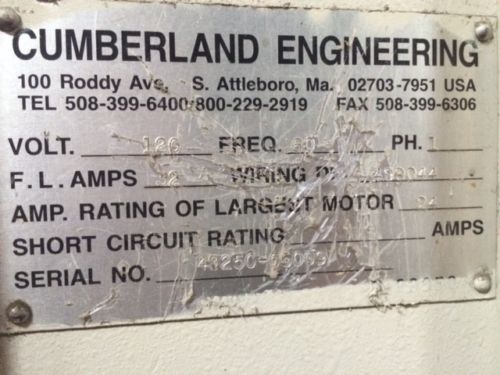 CUMBERLAND ENGINEERING
100 Roddy Ave, S. Attleboro, Ma. 02703-7951 USA
TEL 508-399-6400/800-229-2919 FAX 508-399-6306
VOLT. FREQ. PH. 1
F.L. AMPS WIRING
AMP. RATING OF LARGEST MOTOR
SHORT CIRCUIT RATING AMPS
SERIAL NO.